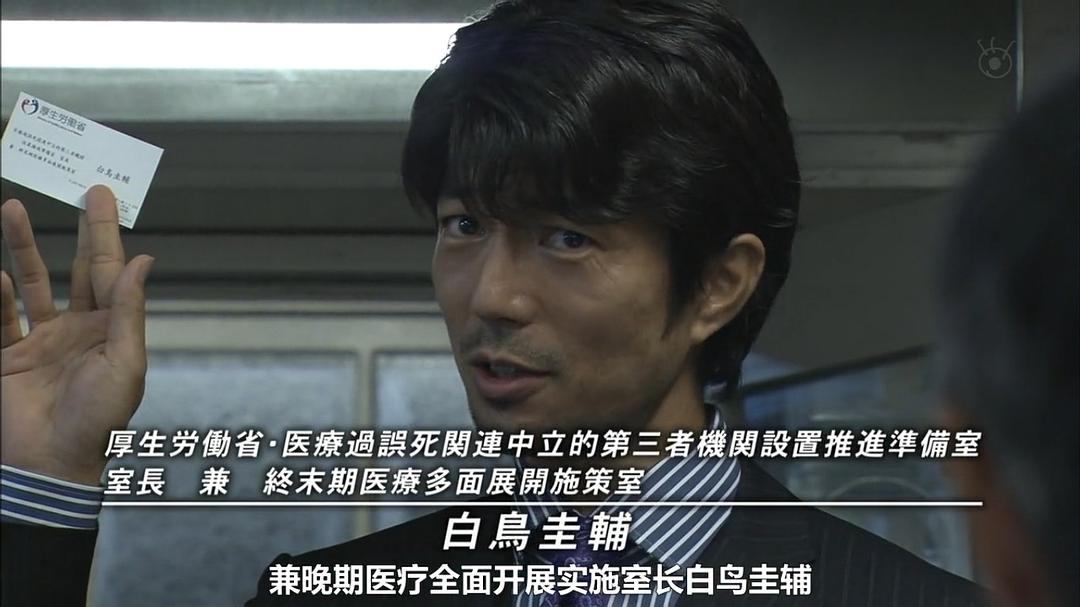 厚生労働省
白鳥圭輔
厚生労働省・医療過誤死関連中立的第三者機関設置推進準備室
室長　兼　終末期医療多面展開施策室
白鳥圭輔
兼晚期医疗全面开展实施室长白鸟圭辅